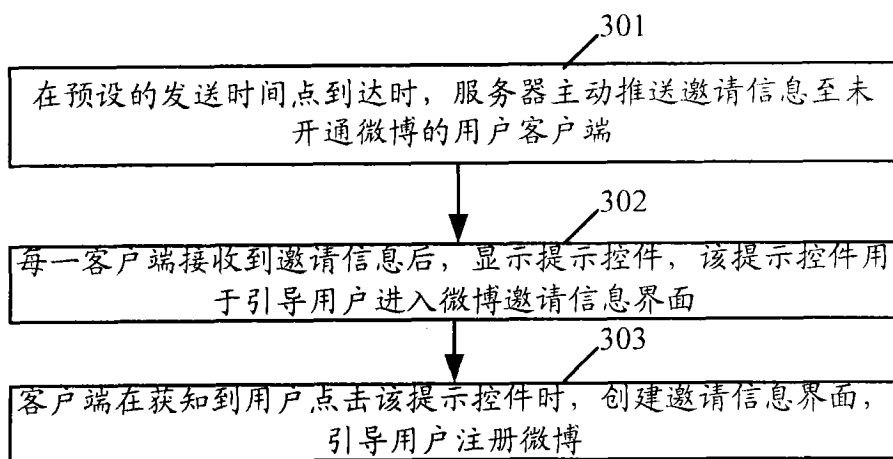 301
在预设的发送时间点到达时，服务器主动推送邀请信息至未
开通微博的用户客户端
302
每一客户端接收到邀请信息后，显示提示控件，该提示控件用
于引导用户进入微博邀请信息界面
303
客户端在获知到用户点击该提示控件时，创建邀请信息界面，
引导用户注册微博